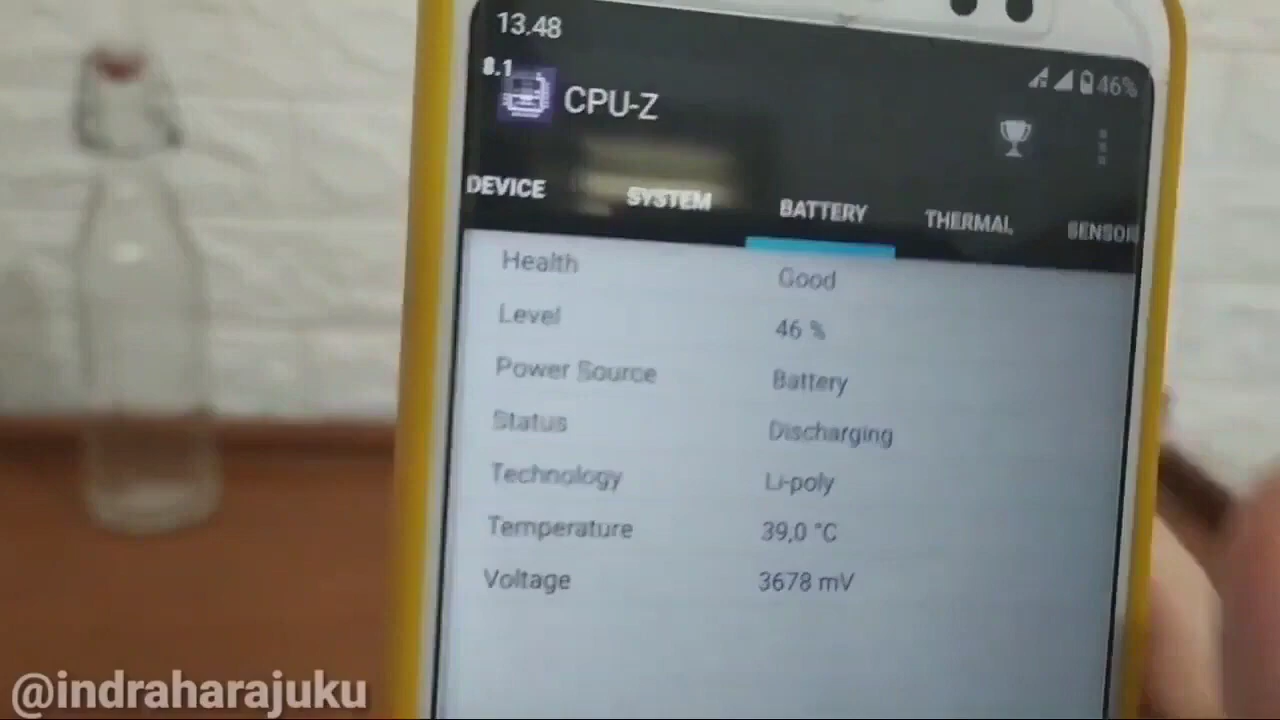 13.48
8.1
46%
CPU-Z
DEVICE SYSTEM BATTERY THERMAL SENSOR
Health Good
Level 46 %
Power Source Battery
Status Discharging
Technology Li-poly
Temperature 39,0 °C
Voltage 3678 mV
@indraharajuku